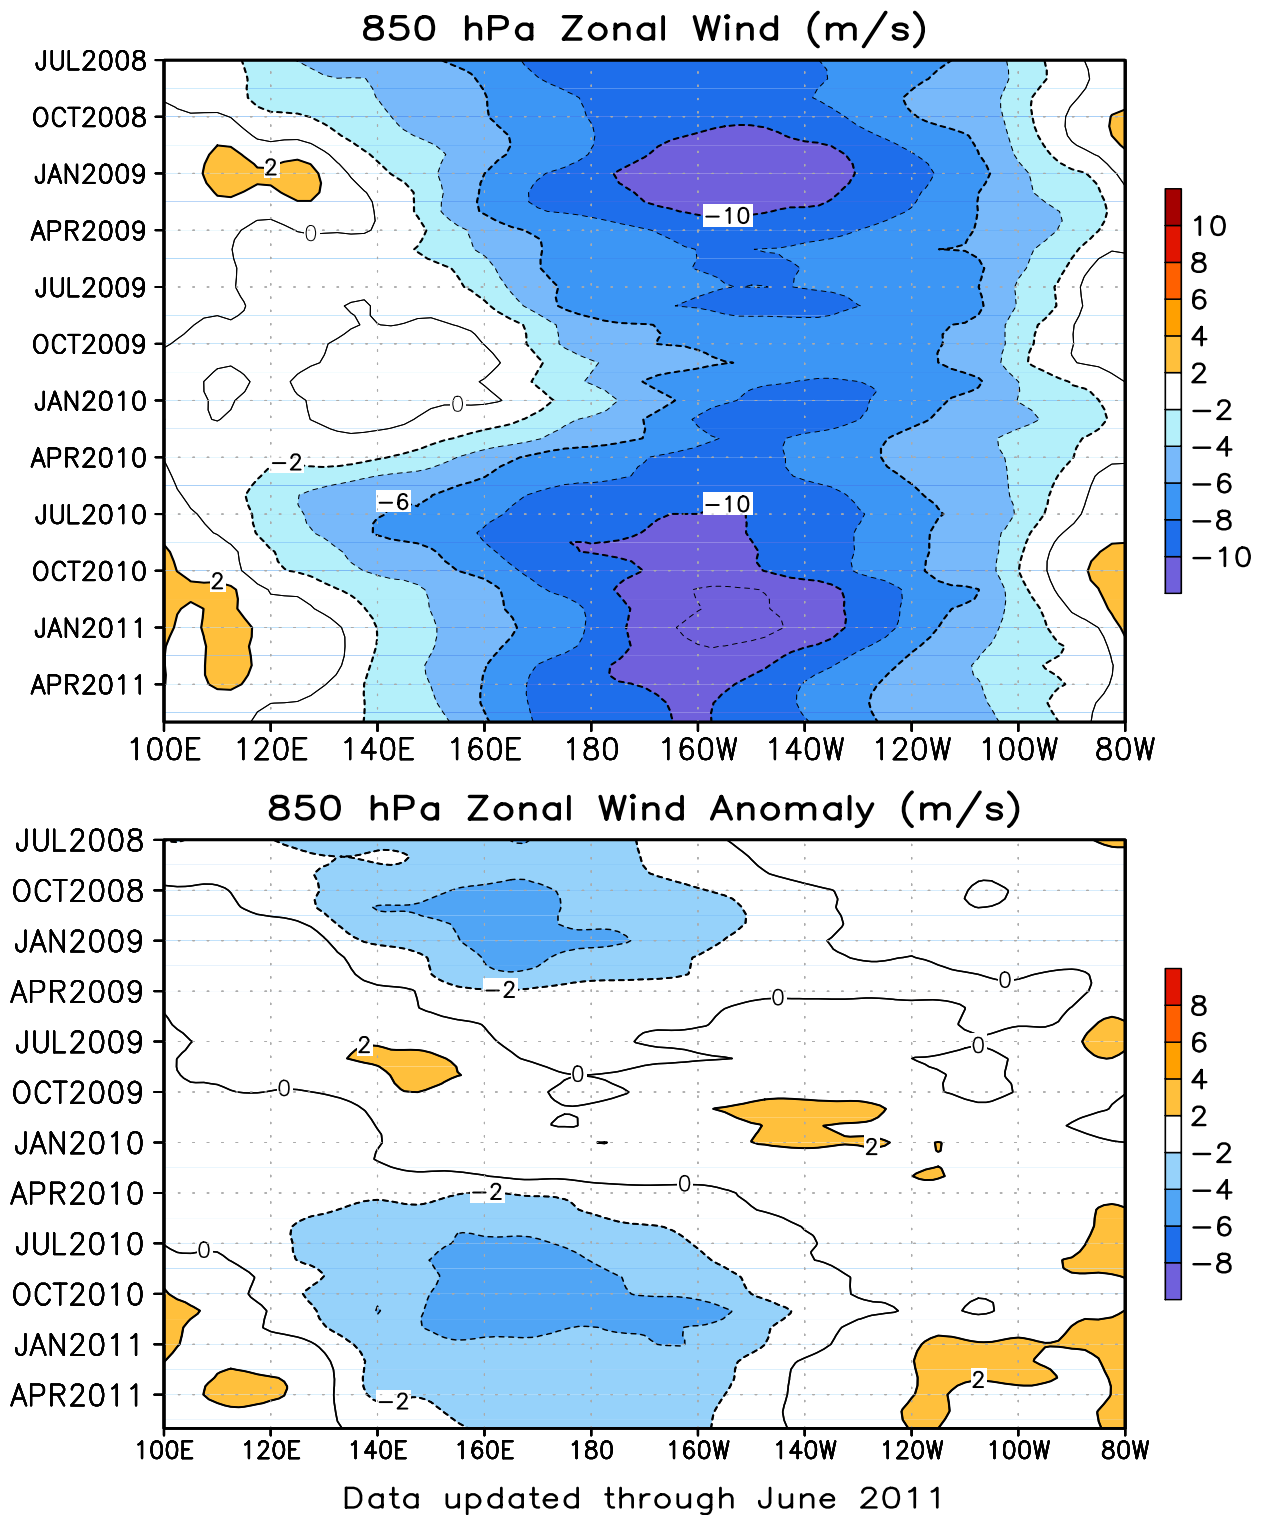 850 hPa Zonal Wind (m/s)
JUL2008
OCT2008
JAN2009
APR2009
JUL2009
OCT2009
JAN2010
APR2010
JUL2010
OCT2010
JAN2011
APR2011
2
0
0
-2
-6
-10
-10
2
100E 120E 140E 160E 180 160W 140W 120W 100W 80W
10
8
6
4
2
-2
-4
-6
-8
-10
850 hPa Zonal Wind Anomaly (m/s)
JUL2008
OCT2008
JAN2009
APR2009
JUL2009
OCT2009
JAN2010
APR2010
JUL2010
OCT2010
JAN2011
APR2011
-2
0
0
2
0
0
0
2
0
-2
0
2
-2
100E 120E 140E 160E 180 160W 140W 120W 100W 80W
8
6
4
2
-2
-4
-6
-8
Data updated through June 2011